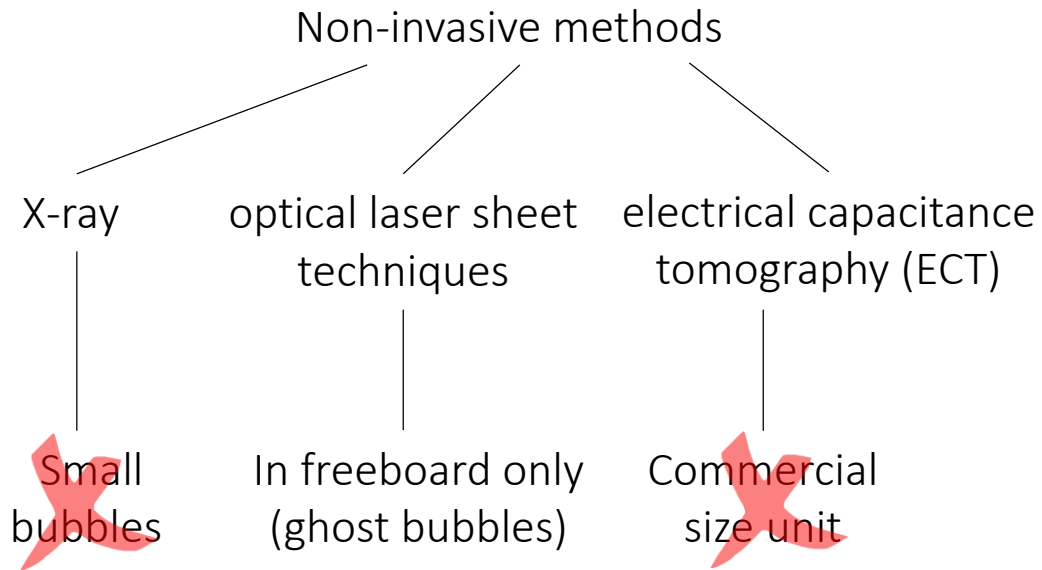 Non-invasive methods
X-ray
optical laser sheet
techniques
electrical capacitance
tomography (ECT)
Small
bubbles
In freeboard only
(ghost bubbles)
Commercial
size unit